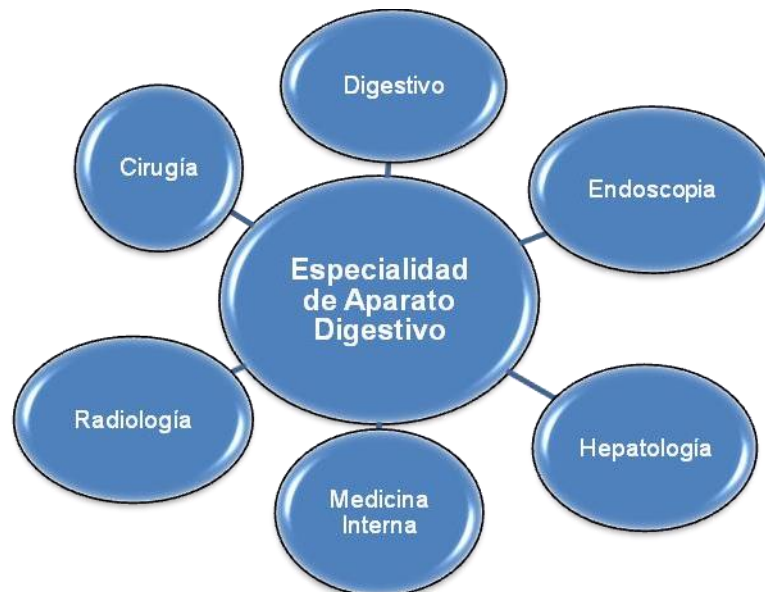 Digestivo
Cirugía
Endoscopia
Especialidad
de Aparato
Digestivo
Radiología
Hepatología
Medicina
Interna